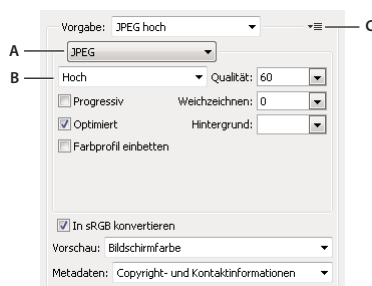 Vorgabe: JPEG hoch C
A JPEG
B Hoch Qualität: 60
Progressiv Weichzeichnen: 0
Optimiert Hintergrund:
Farbprofil einbetten
In sRGB konvertieren
Vorschau: Bildschirmfarbe
Metadaten: Copyright- und Kontaktinformationen